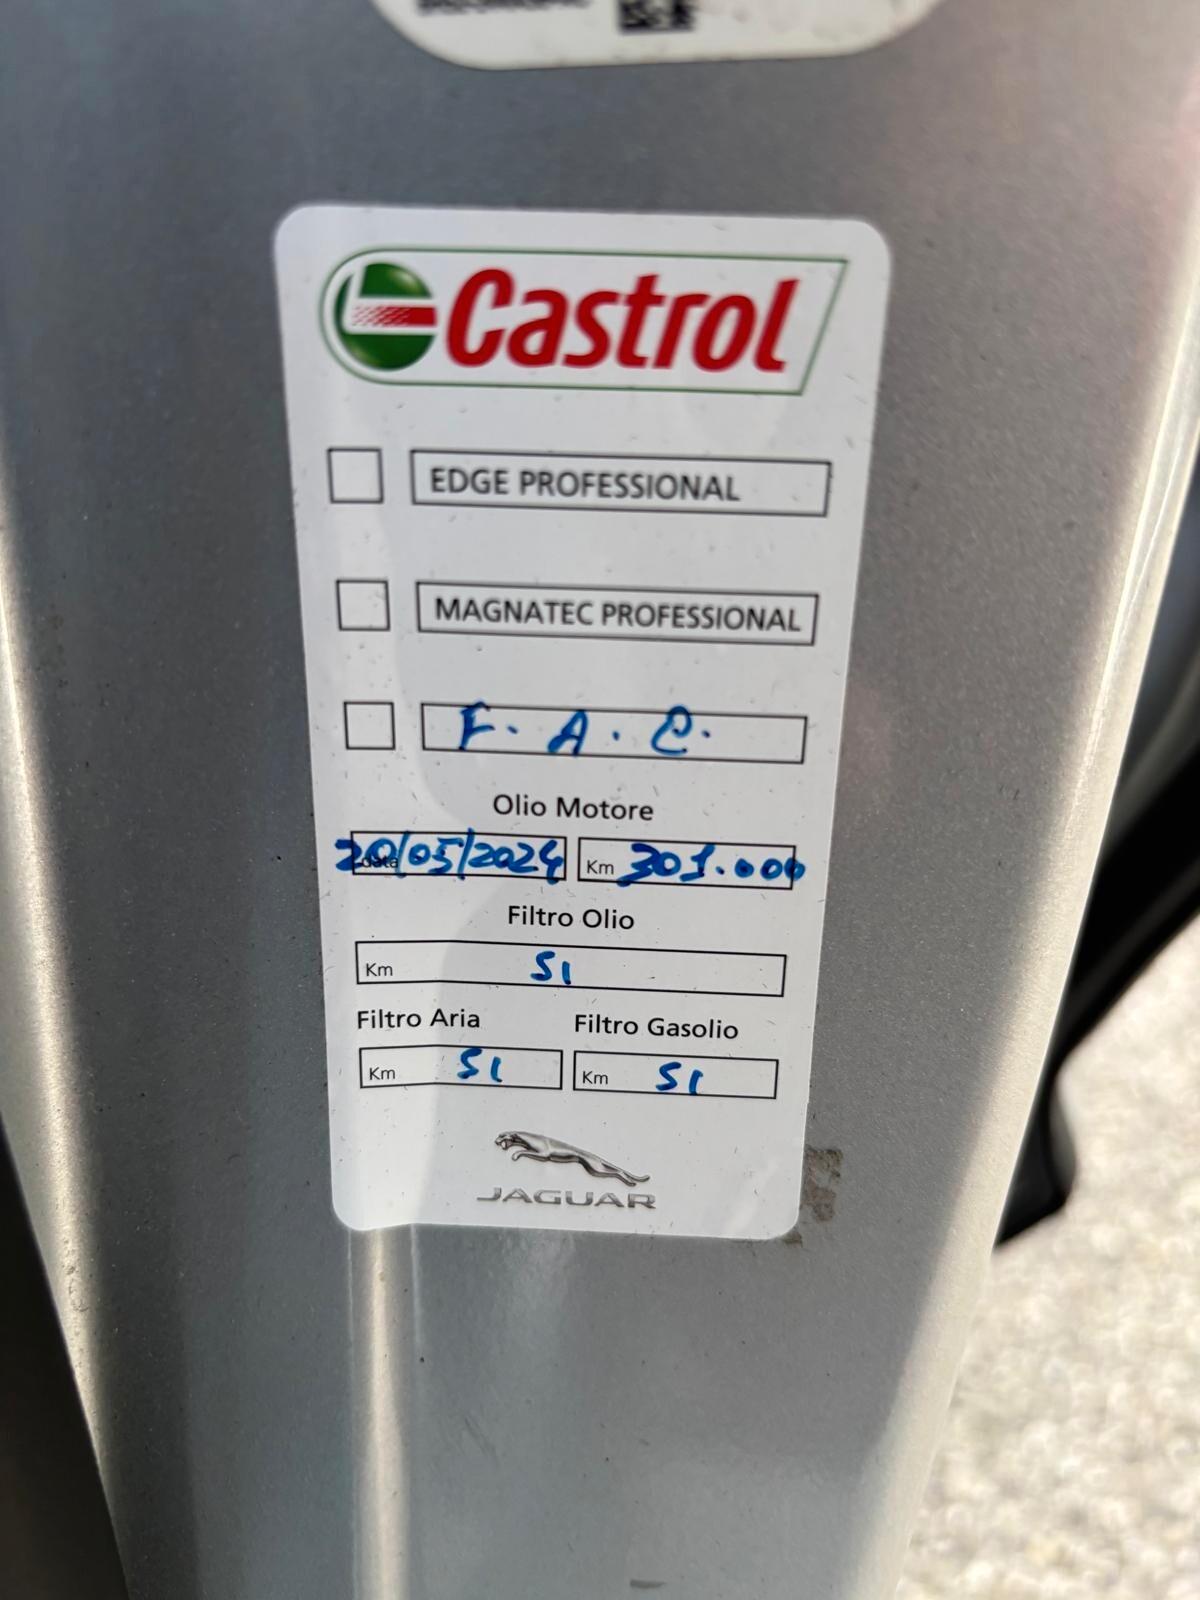 Castrol
EDGE PROFESSIONAL
MAGNATEC PROFESSIONAL
F. A. C.
Olio Motore
data 20/05/2024 Km 301.000
Filtro Olio
Km SI
Filtro Aria Filtro Gasolio
Km SI Km SI
JAGUAR